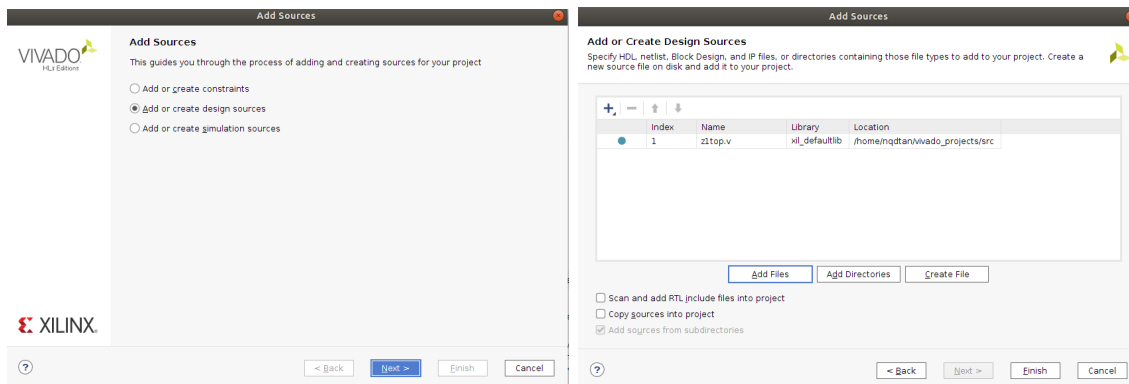 Add Sources
VIVADO
HLx Editions
Add Sources
This guides you through the process of adding and creating sources for your project
Add or create constraints
Add or create design sources
Add or create simulation sources
XILINX
?
< Back
Next >
Finish
Cancel
Add Sources
Add or Create Design Sources
Specify HDL, netlist, Block Design, and IP files, or directories containing those file types to add to your project. Create a
new source file on disk and add it to your project.
Index Name Library Location
1 z1top.v xil_defaultlib /home/nqdtan/vivado_projects/src
Add Files
Add Directories
Create File
Scan and add RTL include files into project
Copy sources into project
Add sources from subdirectories
?
< Back
Next >
Finish
Cancel